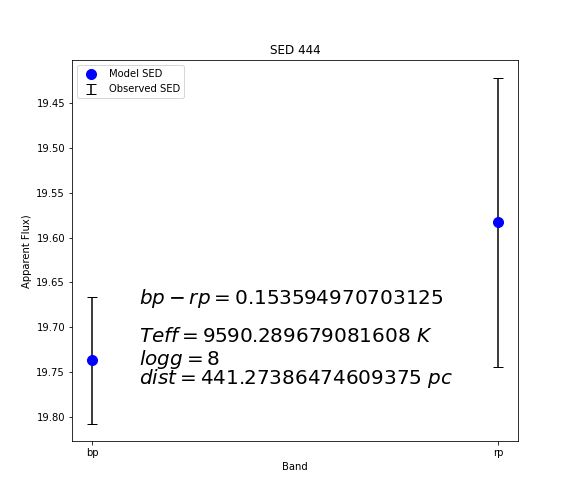 SED 444
Model SED
Observed SED
19.45
19.50
19.55
19.60
19.65
19.70
19.75
19.80
Apparent Flux)
bp − rp = 0.153594970703125
Teff = 9590.289679081608 K
logg = 8
dist = 441.27386474609375 pc
bp
rp
Band